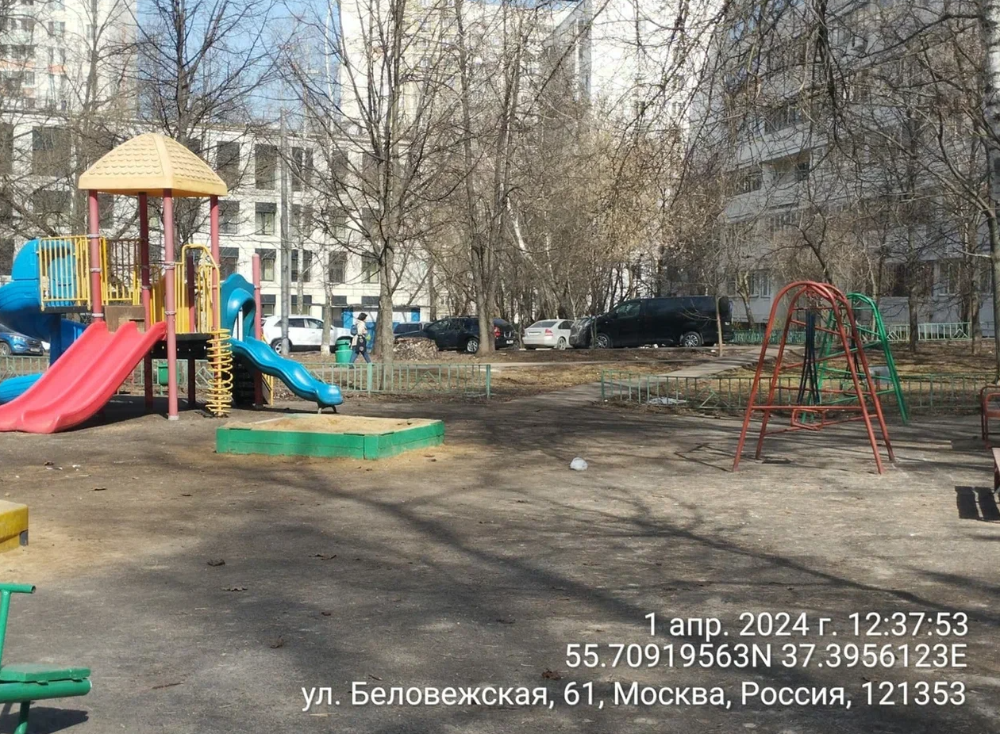 1 апр. 2024 г. 12:37:53
55.70919563N 37.3956123E
ул. Беловежская, 61, Москва, Россия, 121353